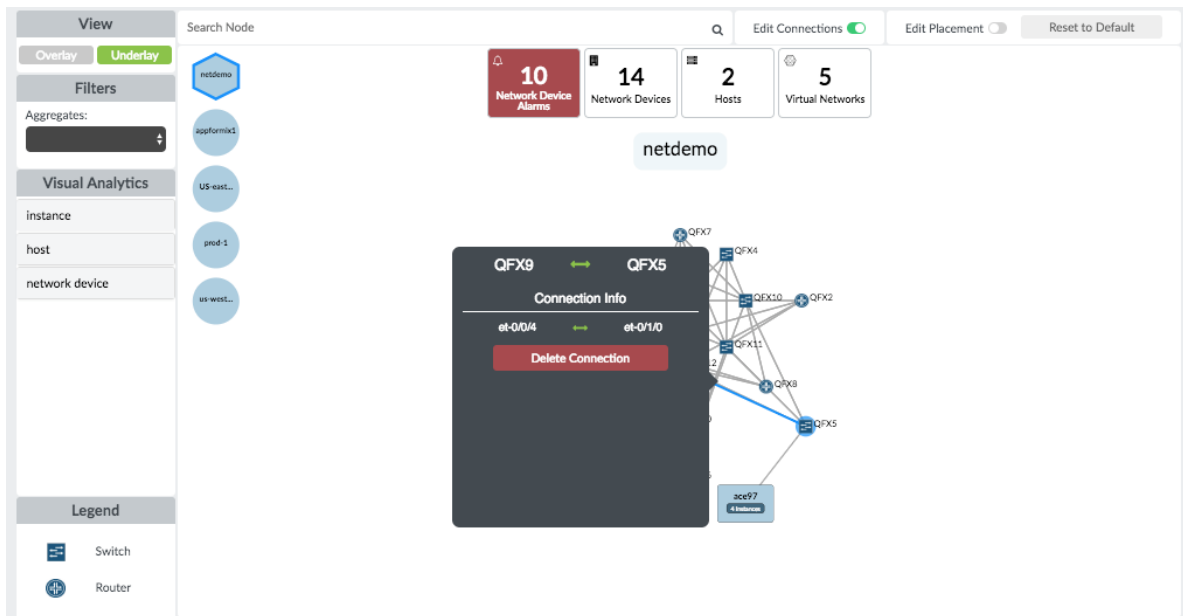 View
Overlay Underlay
Filters
Aggregates:
Visual Analytics
instance
host
network device
Legend
Switch
Router
Search Node
Edit Connections
Edit Placement
Reset to Default
netdemo
appformix1
US-east...
prod-1
us-west...
10
Network Device
Alarms
14
Network Devices
2
Hosts
5
Virtual Networks
netdemo
QFX7
QFX4
QFX10
QFX2
QFX11
QFX8
QFX5
ace97
4 Instances
QFX9 QFX5
Connection Info
et-0/0/4 et-0/1/0
Delete Connection